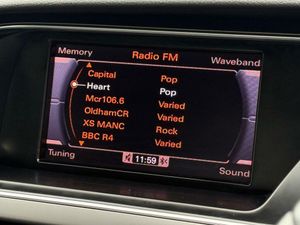 Radio FM
Memory Waveband
Capital Pop
Heart Pop
Mcr106.6 Varied
OldhamCR Varied
XS MANC Rock
BBC R4 Varied
Tuning 11:59 Sound